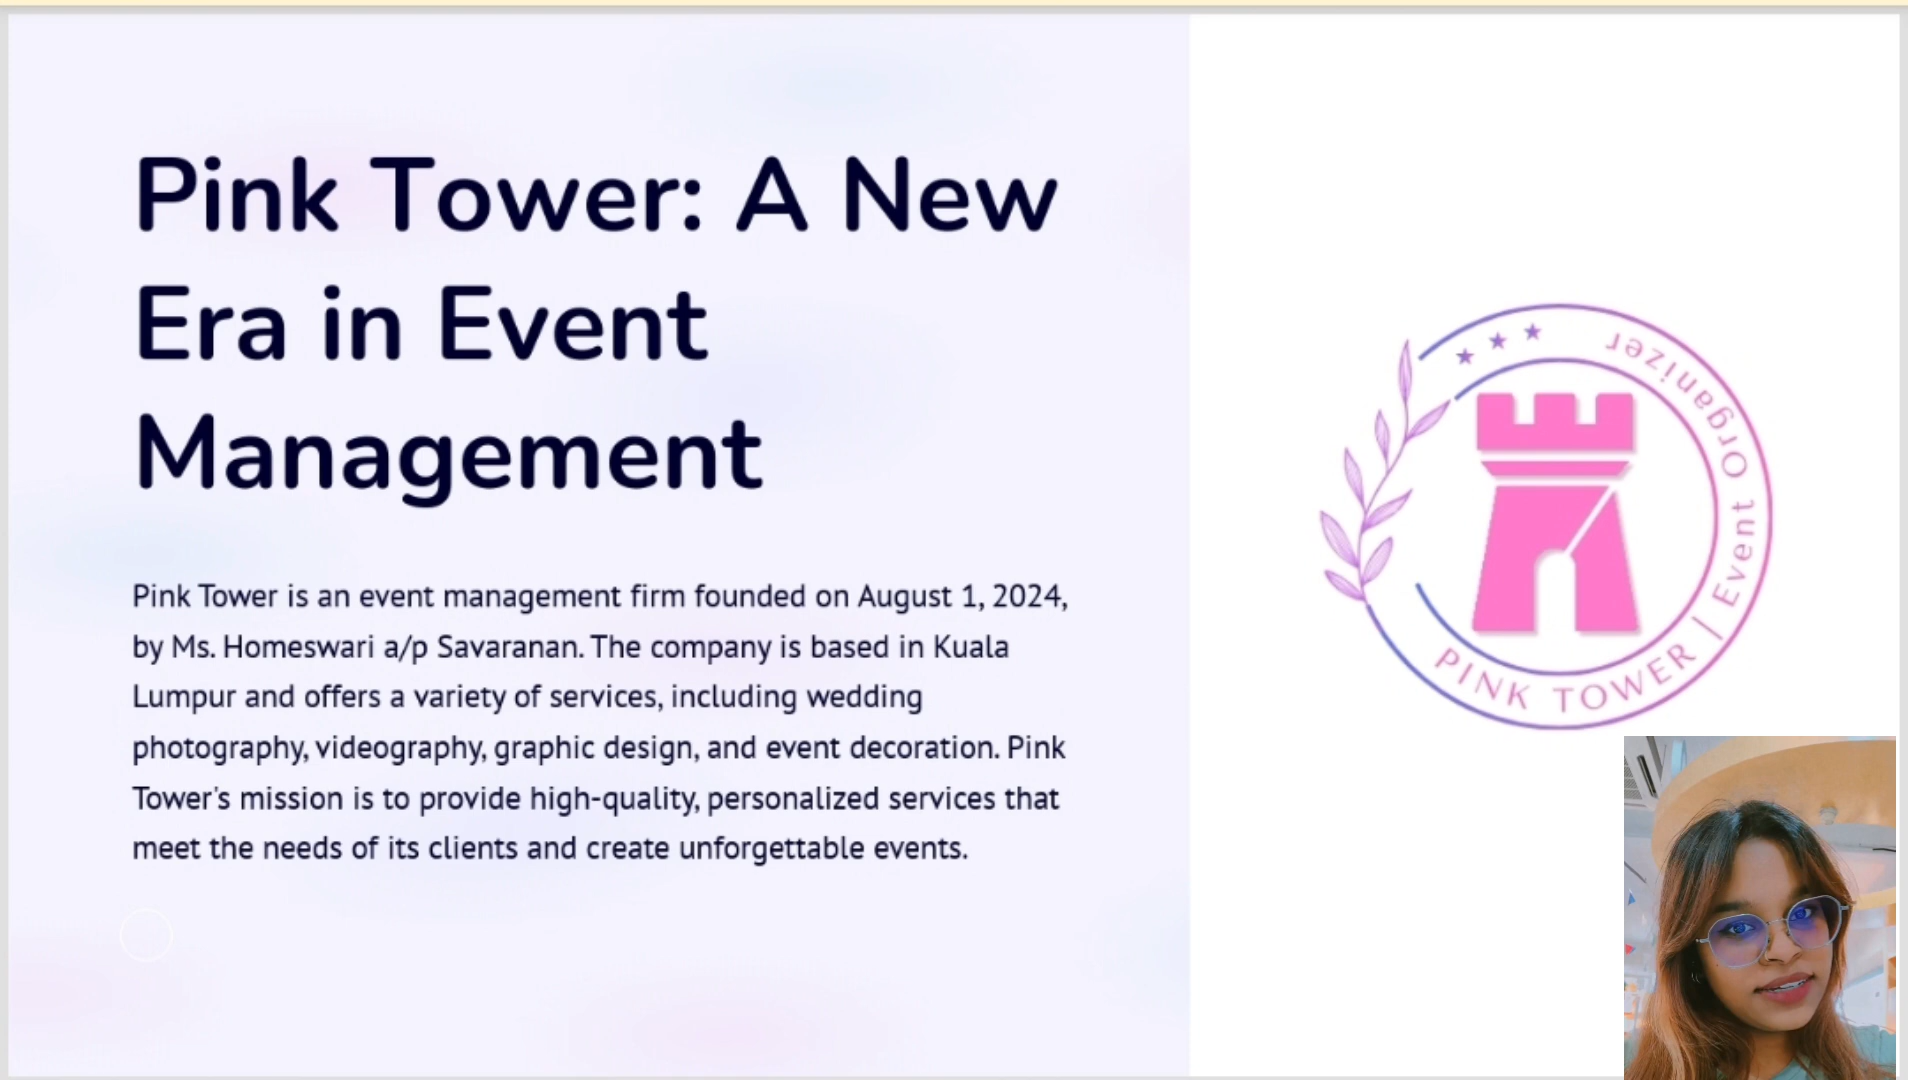 Pink Tower: A New
Era in Event
Management
Pink Tower is an event management firm founded on August 1, 2024,
by Ms. Homeswari a/p Savaranan. The company is based in Kuala
Lumpur and offers a variety of services, including wedding
photography, videography, graphic design, and event decoration. Pink
Tower's mission is to provide high-quality, personalized services that
meet the needs of its clients and create unforgettable events.
PINK TOWER | Event Organizer